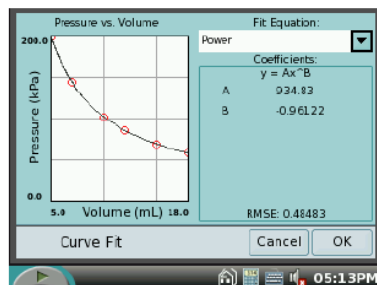 Pressure vs. Volume
Fit Equation:
200.0
Power
Coefficients:
y = Ax^B
A 934.83
B -0.96122
Pressure (kPa)
0.0
5.0 Volume (mL) 18.0
RMSE: 0.48483
Curve Fit
Cancel OK
05:13PM